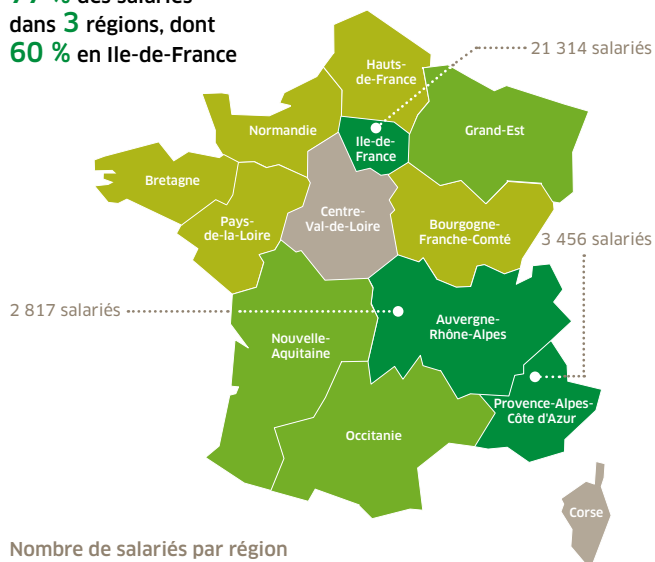 dans 3 régions, dont
60 % en Ile-de-France
21 314 salariés
Hauts-
de-France
Normandie
Ile-de-
France
Grand-Est
Bretagne
Pays-
de-la-Loire
Centre-
Val-de-Loire
Bourgogne-
Franche-Comté
3 456 salariés
2 817 salariés
Auvergne-
Rhône-Alpes
Nouvelle-
Aquitaine
Provence-Alpes-
Côte d'Azur
Occitanie
Corse
Nombre de salariés par région